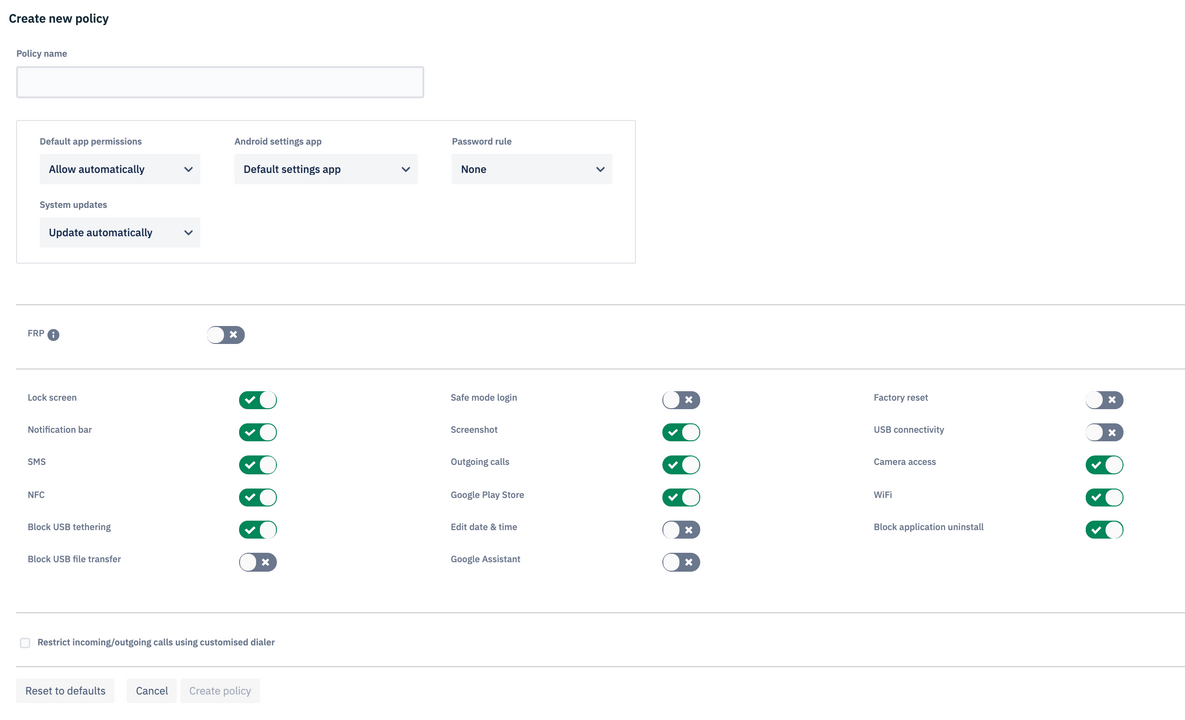 Create new policy
Policy name
Default app permissions Android settings app Password rule
Allow automatically Default settings app None
System updates
Update automatically
FRP
Lock screen Safe mode login Factory reset
Notification bar Screenshot USB connectivity
SMS Outgoing calls Camera access
NFC Google Play Store WiFi
Block USB tethering Edit date & time Block application uninstall
Block USB file transfer Google Assistant
Restrict incoming/outgoing calls using customised dialer
Reset to defaults Cancel Create policy